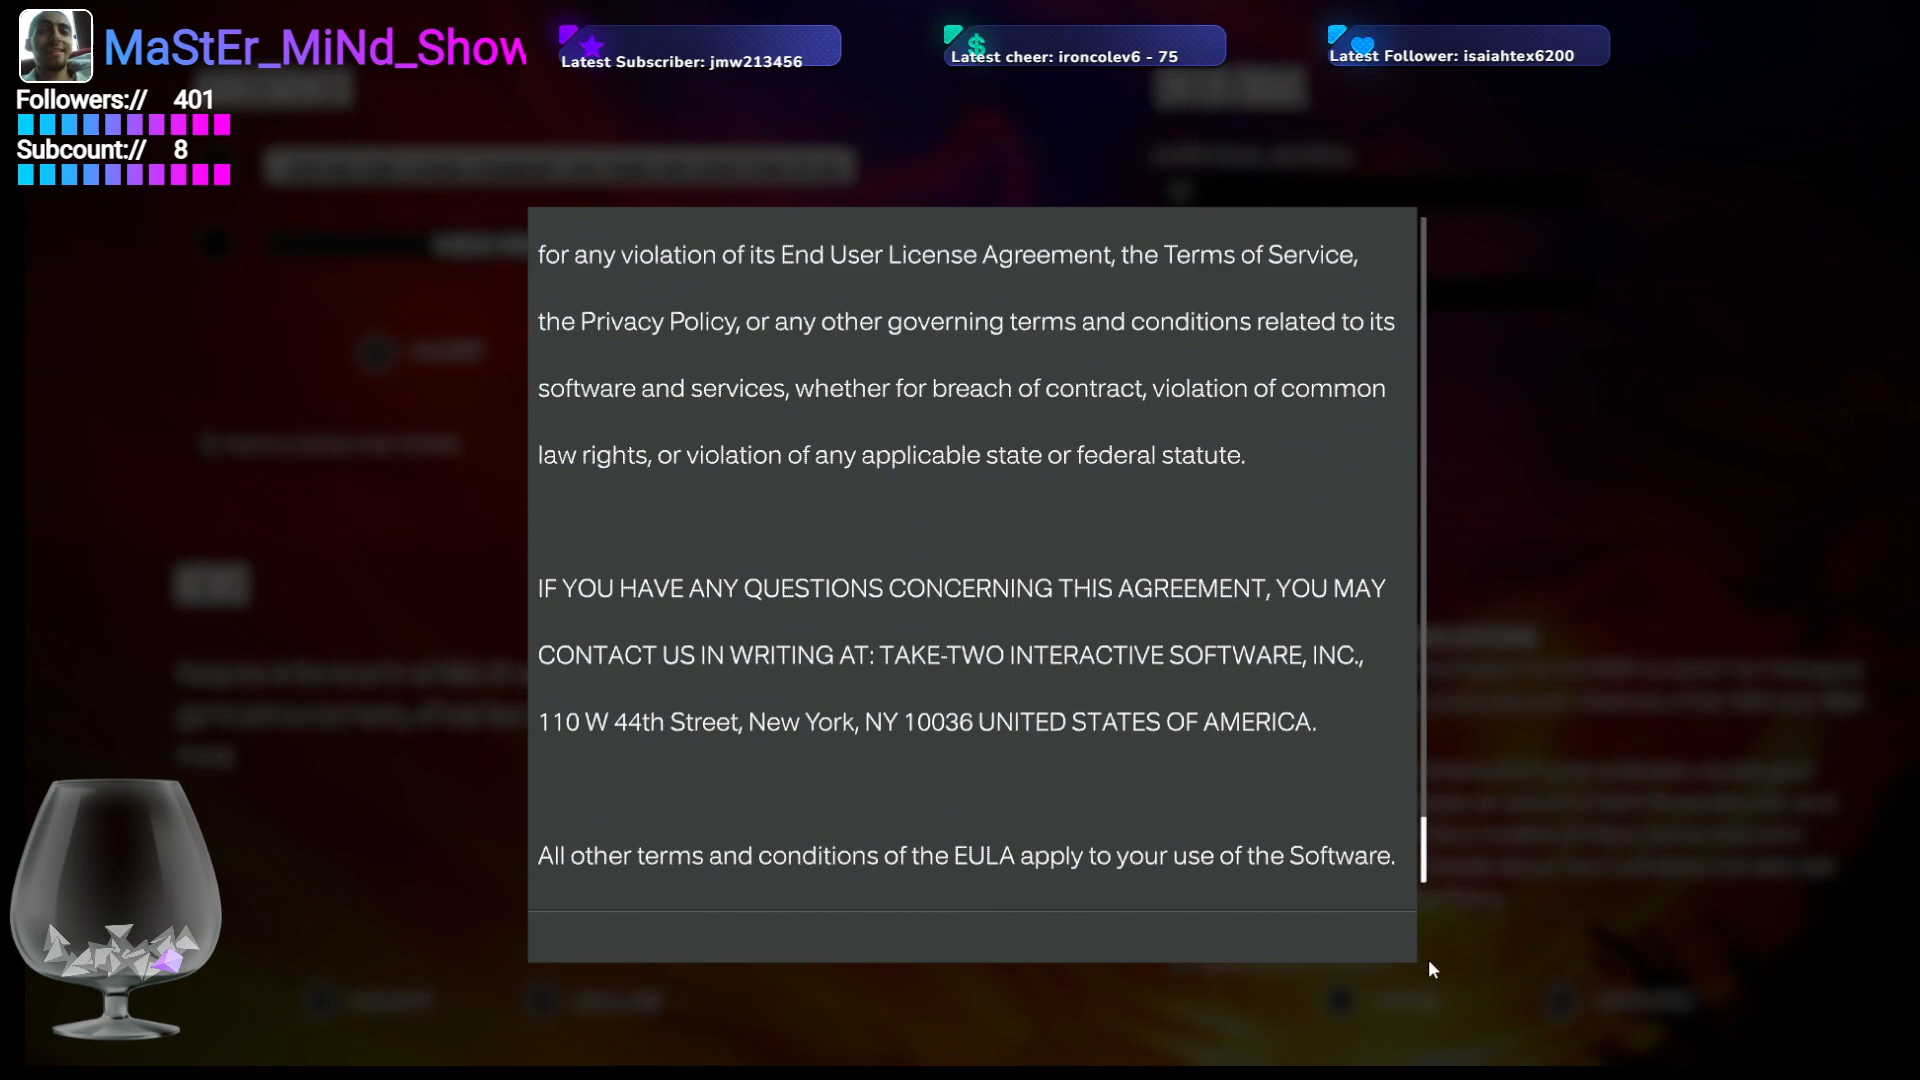 MaStEr_MiNd_Show
Latest Subscriber: jmw213456
Latest cheer: ironcolev6 - 75
Latest Follower: isaiahtex6200
Followers:// 401
Subcount:// 8
for any violation of its End User License Agreement, the Terms of Service,
the Privacy Policy, or any other governing terms and conditions related to its
software and services, whether for breach of contract, violation of common
law rights, or violation of any applicable state or federal statute.
IF YOU HAVE ANY QUESTIONS CONCERNING THIS AGREEMENT, YOU MAY
CONTACT US IN WRITING AT: TAKE-TWO INTERACTIVE SOFTWARE, INC.,
110 W 44th Street, New York, NY 10036 UNITED STATES OF AMERICA.
All other terms and conditions of the EULA apply to your use of the Software.